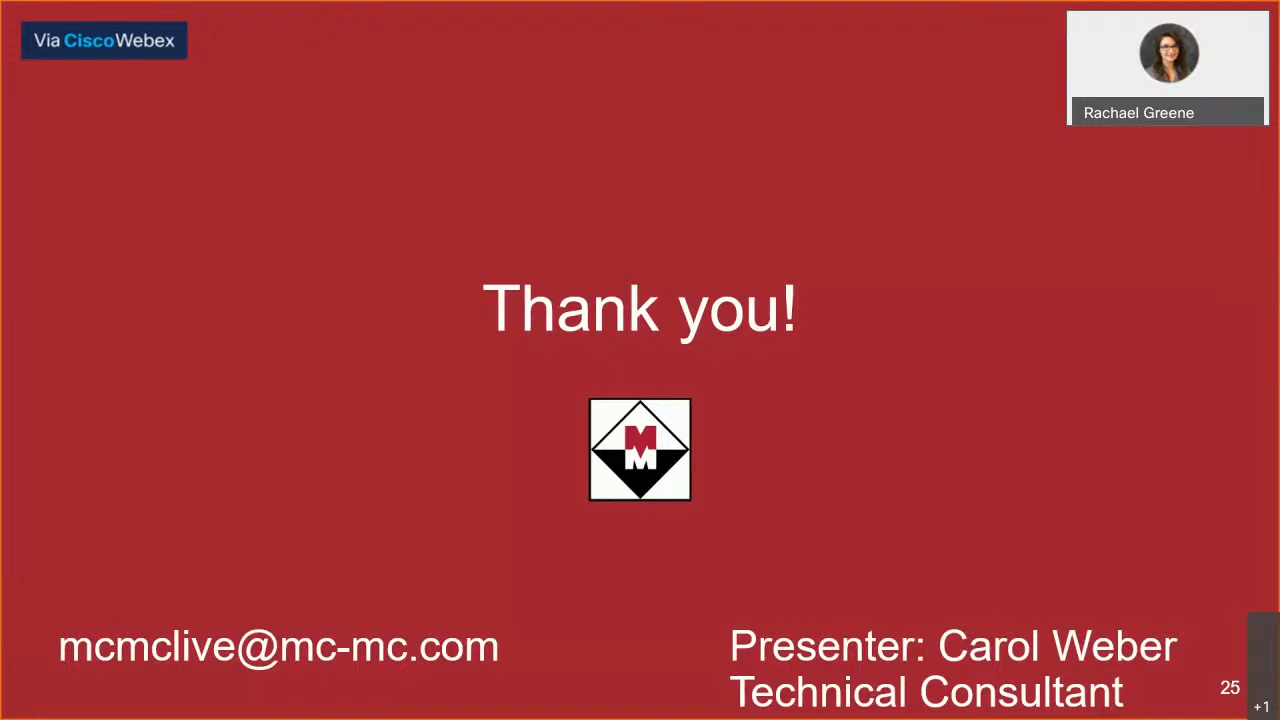 Via CiscoWebex
Rachael Greene
Thank you!
M
M
mcmclive@mc-mc.com
Presenter: Carol Weber
Technical Consultant
25
+1